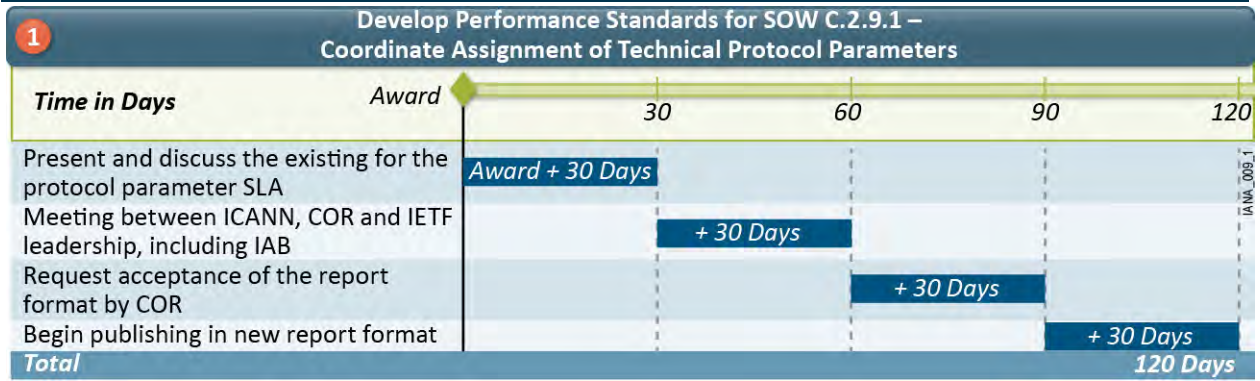 1
Develop Performance Standards for SOW C.2.9.1 –
Coordinate Assignment of Technical Protocol Parameters
Time in Days
Award
30
60
90
120
Present and discuss the existing for the
protocol parameter SLA
Award + 30 Days
Meeting between ICANN, COR and IETF
leadership, including IAB
+ 30 Days
Request acceptance of the report
format by COR
+ 30 Days
Begin publishing in new report format
+ 30 Days
Total
120 Days
IANA_009_1